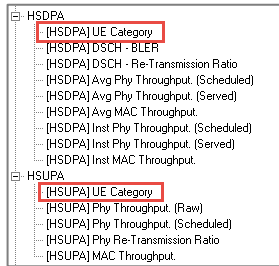 HSDPA
[HSDPA] UE Category
[HSDPA] DSCH - BLER
[HSDPA] DSCH - Re-Transmission Ratio
[HSDPA] Avg Phy Throughput. (Scheduled)
[HSDPA] Avg Phy Throughput. (Served)
[HSDPA] Avg MAC Throughput.
[HSDPA] Inst Phy Throughput. (Scheduled)
[HSDPA] Inst Phy Throughput. (Served)
[HSDPA] Inst MAC Throughput.
HSUPA
[HSUPA] UE Category
[HSUPA] Phy Throughput. (Raw)
[HSUPA] Phy Throughput. (Scheduled)
[HSUPA] Phy Re-Transmission Ratio
[HSUPA] MAC Throughput.